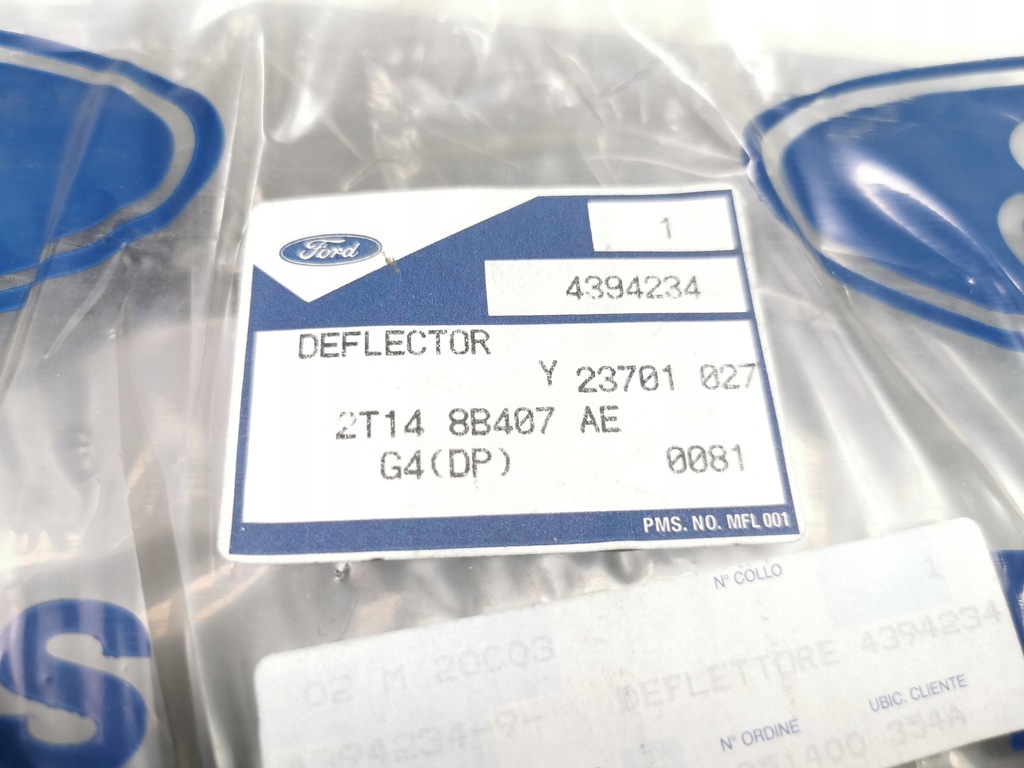 Ford
1
4394234
DEFLECTOR
Y 23701 027
2T14 8B407 AE
G4(DP) 0081
PMS. NO. MFL 001
N° COLLO
1
02 M 20C03
DEFLETTORE 4394234
UBIC. CLIENTE
N° ORDINE
354A
S